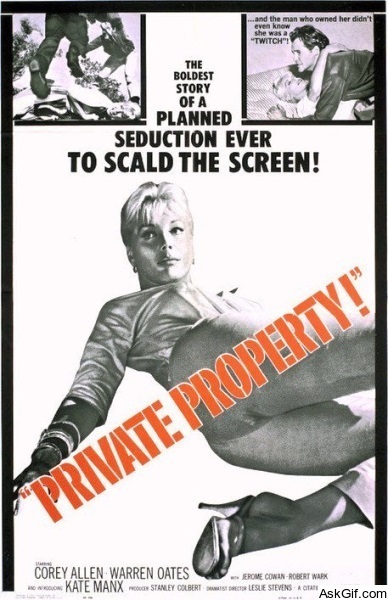 ...and the man who owned her didn't
even know
she was a
"TWITCH"!
THE
BOLDEST
STORY
OF A
PLANNED
SEDUCTION EVER
TO SCALD THE SCREEN!
"PRIVATE PROPERTY!"
STARRING
COREY ALLEN · WARREN OATES WITH JEROME COWAN · ROBERT WARK
AND INTRODUCING KATE MANX PRODUCER STANLEY COLBERT DIRECTOR LESLIE STEVENS · A CITATE
AskGif.com